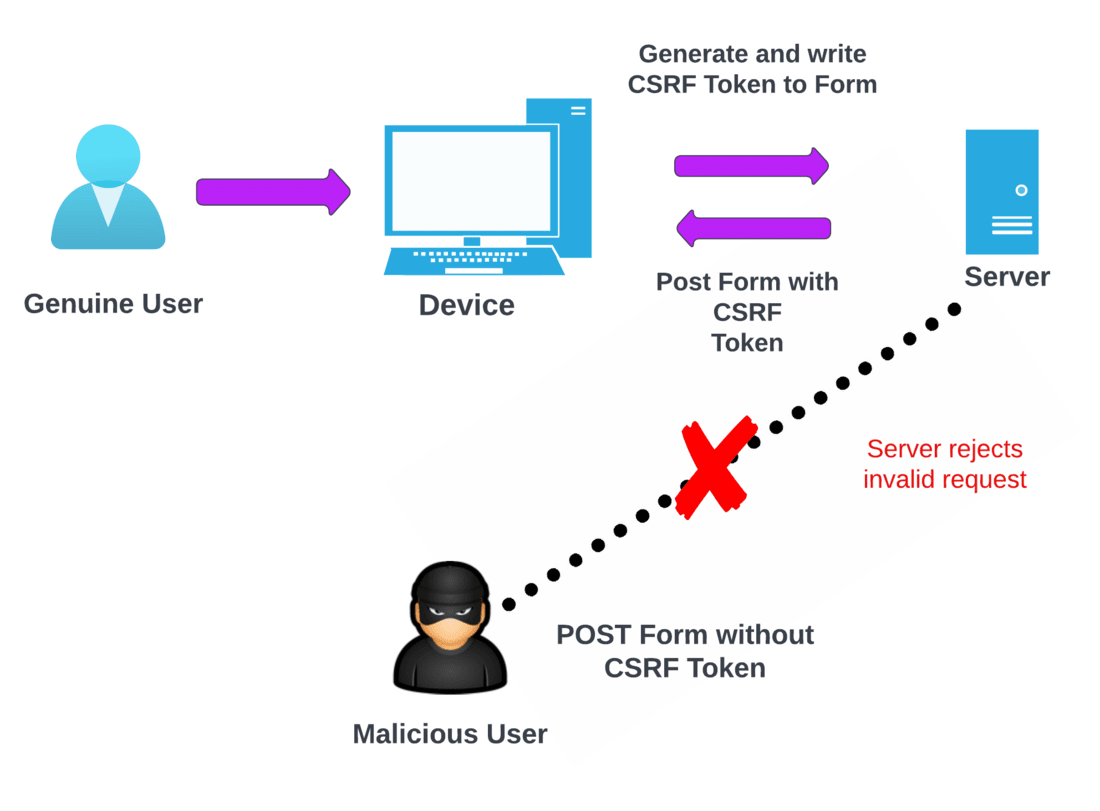 Generate and write
CSRF Token to Form
Genuine User
Device
Post Form with
CSRF
Token
Server
Server rejects
invalid request
POST Form without
CSRF Token
Malicious User